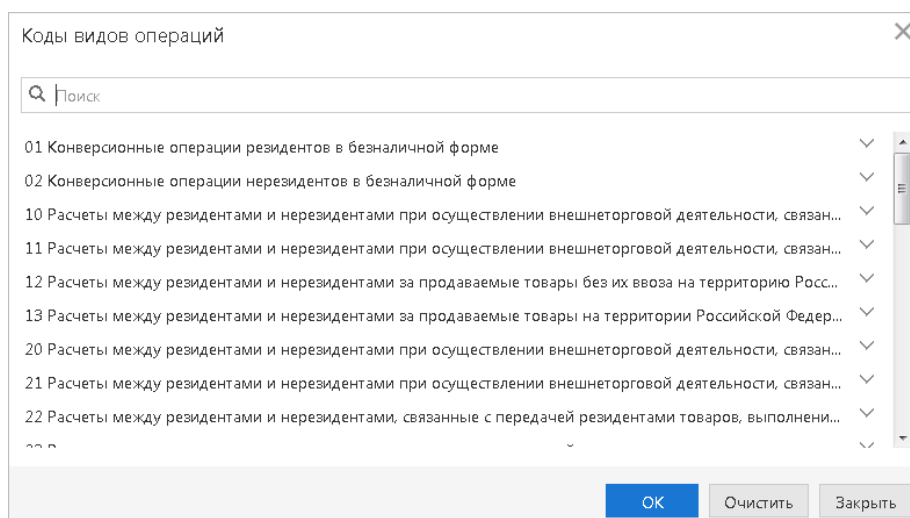 Коды видов операций
Поиск
01 Конверсионные операции резидентов в безналичной форме
02 Конверсионные операции нерезидентов в безналичной форме
10 Расчеты между резидентами и нерезидентами при осуществлении внешнеторговой деятельности, связан...
11 Расчеты между резидентами и нерезидентами при осуществлении внешнеторговой деятельности, связан...
12 Расчеты между резидентами и нерезидентами за продаваемые товары без их ввоза на территорию Росс...
13 Расчеты между резидентами и нерезидентами за продаваемые товары на территории Российской Федер...
20 Расчеты между резидентами и нерезидентами при осуществлении внешнеторговой деятельности, связан...
21 Расчеты между резидентами и нерезидентами при осуществлении внешнеторговой деятельности, связан...
22 Расчеты между резидентами и нерезидентами, связанные с передачей резидентами товаров, выполнени...
ОК Очистить Закрыть